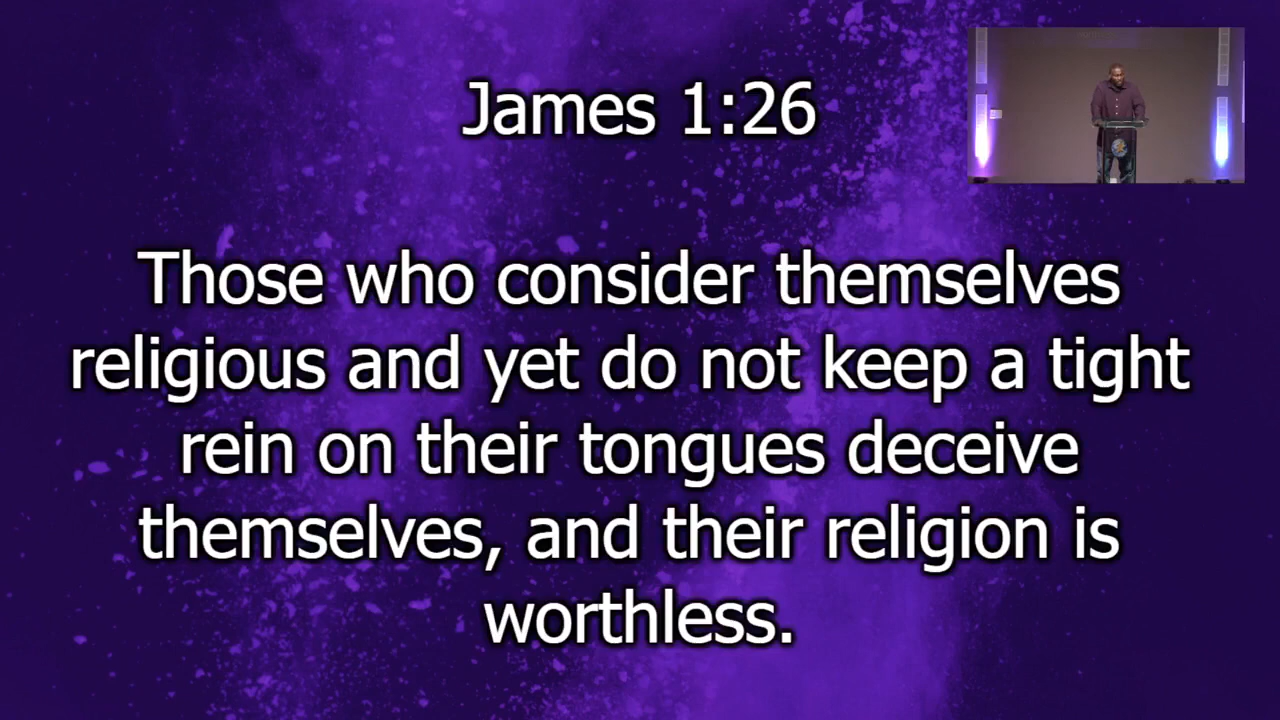 James 1:26
Those who consider themselves
religious and yet do not keep a tight
rein on their tongues deceive
themselves, and their religion is
worthless.